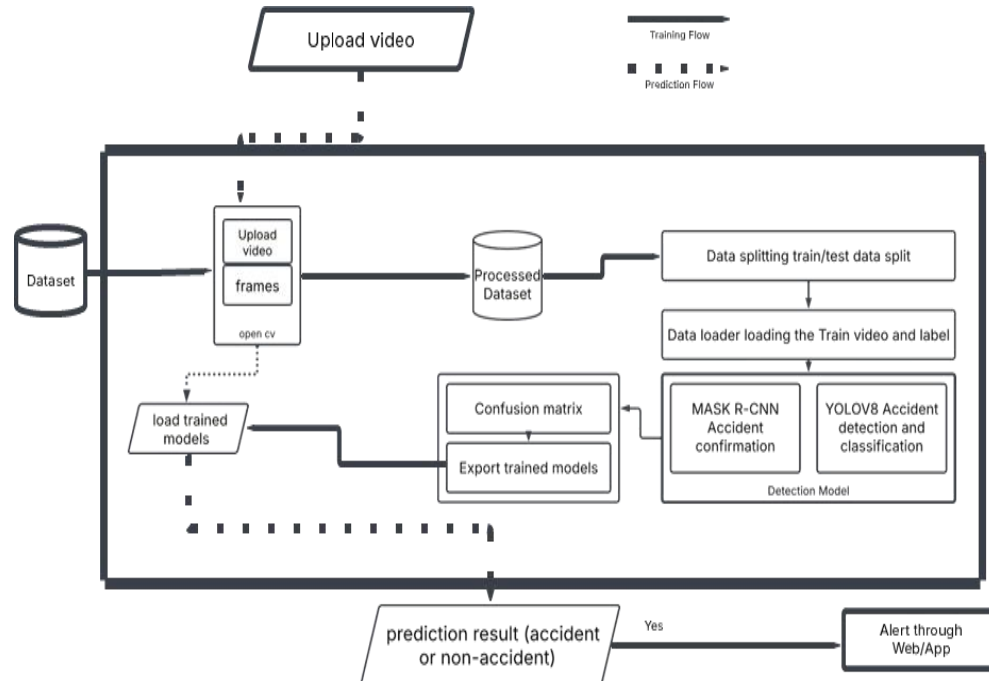 Upload video
Training Flow
Prediction Flow
Dataset
Upload
video
frames
open cv
Processed
Dataset
Data splitting train/test data split
Data loader loading the Train video and label
MASK R-CNN
Accident
confirmation
YOLOV8 Accident
detection and
classification
Detection Model
Confusion matrix
Export trained models
load trained
models
prediction result (accident
or non-accident)
Yes
Alert through
Web/App